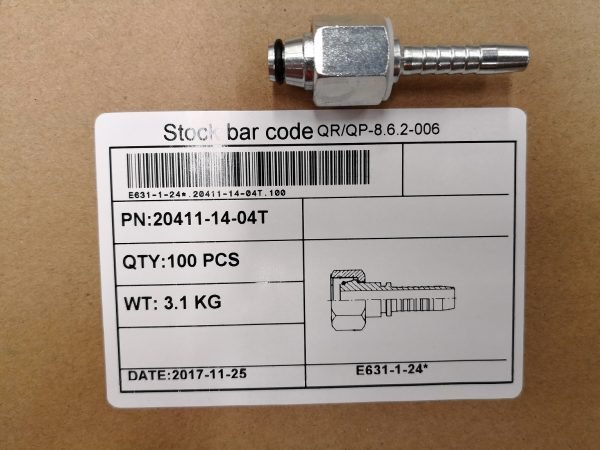 Stock bar code QR/QP-8.6.2-006
E631-1-24*.20411-14-04T.100
PN:20411-14-04T
QTY:100 PCS
WT: 3.1 KG
DATE:2017-11-25
E631-1-24*